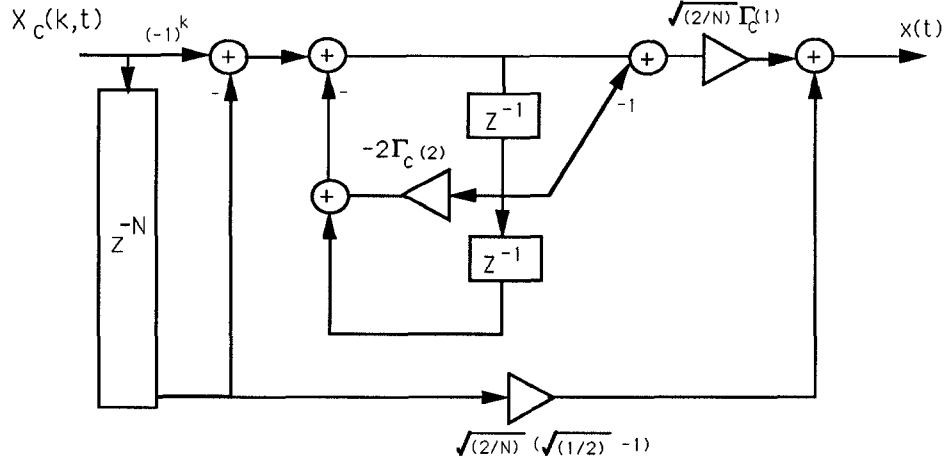 X_c(k,t)
(-1)^k
√(2/N) Γ_C(1)
x(t)
+
+
+
+
-
-
-1
Z^-1
-2Γ_C(2)
+
Z^-N
Z^-1
√(2/N) (√(1/2) -1)